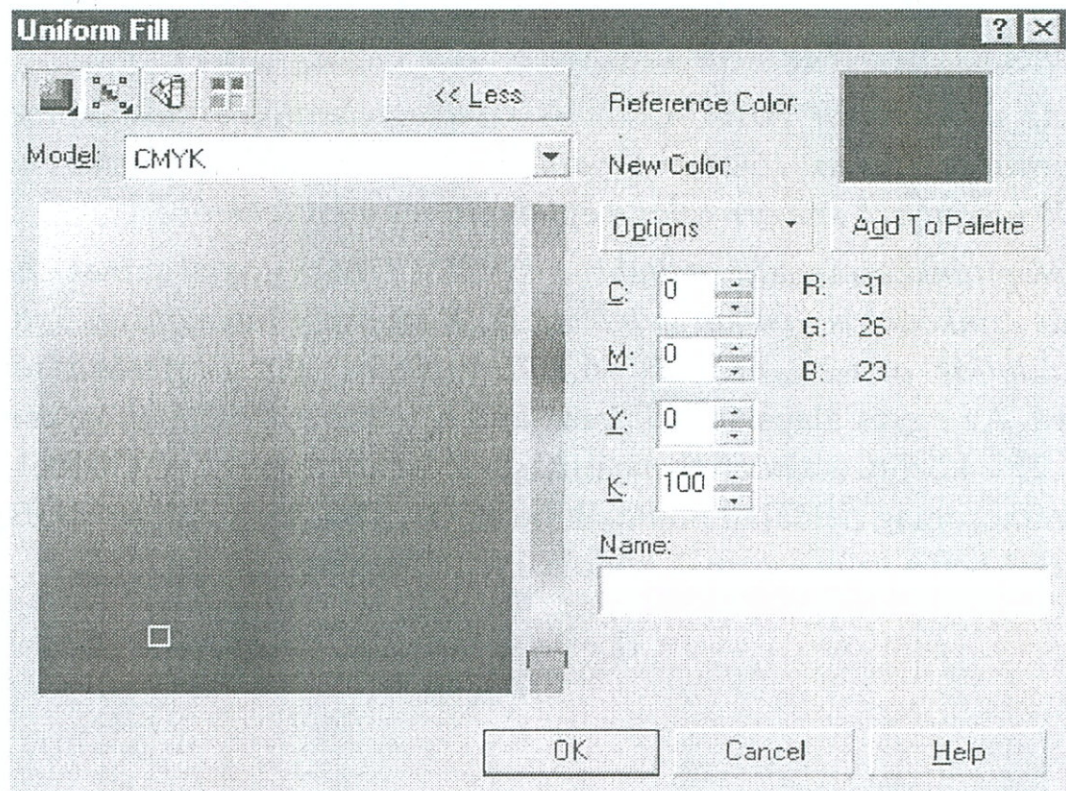 Uniform Fill
<< Less
Model: CMYK
Reference Color:
New Color:
Options
Add To Palette
C: 0
R: 31
G: 26
M: 0
B: 23
Y: 0
K: 100
Name:
OK
Cancel
Help